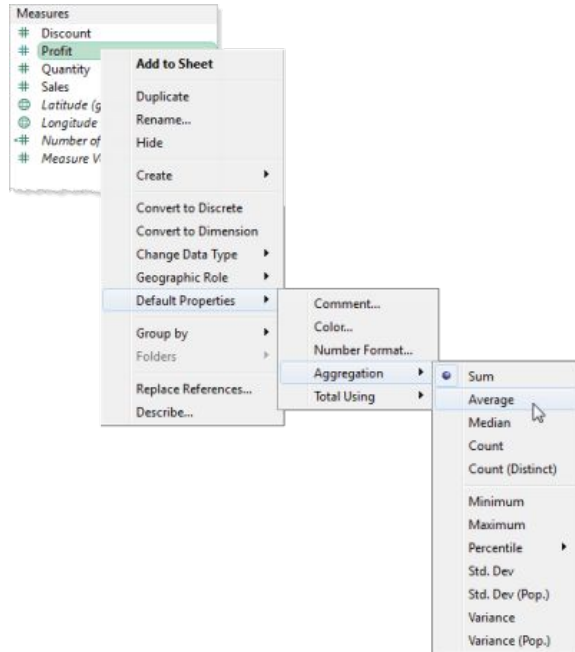 Measures
# Discount
# Profit
# Quantity
# Sales
Latitude (g
Longitude
# Number of
# Measure V
Add to Sheet
Duplicate
Rename...
Hide
Create
Convert to Discrete
Convert to Dimension
Change Data Type
Geographic Role
Default Properties
Group by
Folders
Replace References...
Describe...
Comment...
Color...
Number Format...
Aggregation
Total Using
Sum
Average
Median
Count
Count (Distinct)
Minimum
Maximum
Percentile
Std. Dev
Std. Dev (Pop.)
Variance
Variance (Pop.)